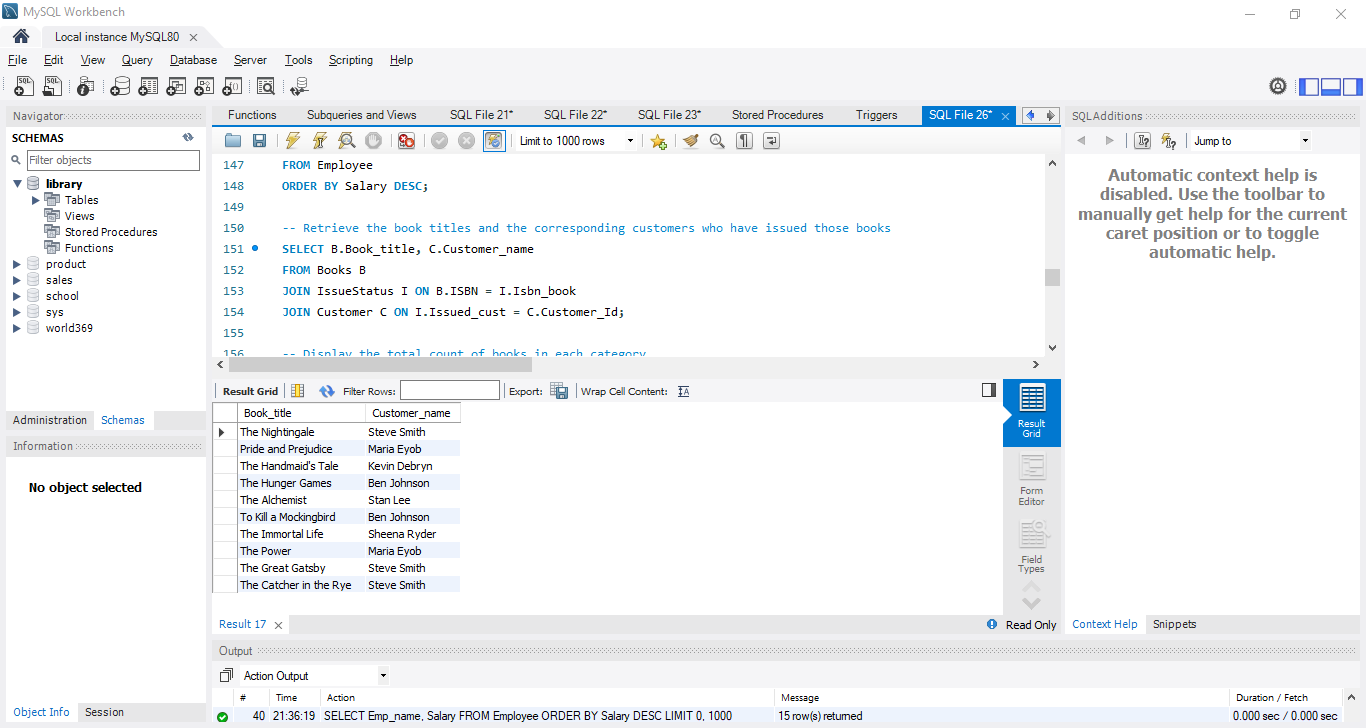 MySQL Workbench
Local instance MySQL80
File Edit View Query Database Server Tools Scripting Help
Navigator
SCHEMAS
Filter objects
library
Tables
Views
Stored Procedures
Functions
product
sales
school
sys
world369
Administration Schemas
Information
No object selected
Object Info Session
Functions Subqueries and Views SQL File 21* SQL File 22* SQL File 23* Stored Procedures Triggers SQL File 26*
Limit to 1000 rows
147 FROM Employee
148 ORDER BY Salary DESC;
149
150 -- Retrieve the book titles and the corresponding customers who have issued those books
151 SELECT B.Book_title, C.Customer_name
152 FROM Books B
153 JOIN IssueStatus I ON B.ISBN = I.Isbn_book
154 JOIN Customer C ON I.Issued_cust = C.Customer_Id;
155
156 -- Display the total count of books in each category
Result Grid Filter Rows: Export: Wrap Cell Content:
Book_title Customer_name
The Nightingale Steve Smith
Pride and Prejudice Maria Eyob
The Handmaid's Tale Kevin Debryn
The Hunger Games Ben Johnson
The Alchemist Stan Lee
To Kill a Mockingbird Ben Johnson
The Immortal Life Sheena Ryder
The Power Maria Eyob
The Great Gatsby Steve Smith
The Catcher in the Rye Steve Smith
Result Grid
Form Editor
Field Types
Result 17 Read Only
Output
Action Output
# Time Action Message Duration / Fetch
40 21:36:19 SELECT Emp_name, Salary FROM Employee ORDER BY Salary DESC LIMIT 0, 1000 15 row(s) returned 0.000 sec / 0.000 sec
SQLAdditions
Jump to
Automatic context help is
disabled. Use the toolbar to
manually get help for the current
caret position or to toggle
automatic help.
Context Help Snippets